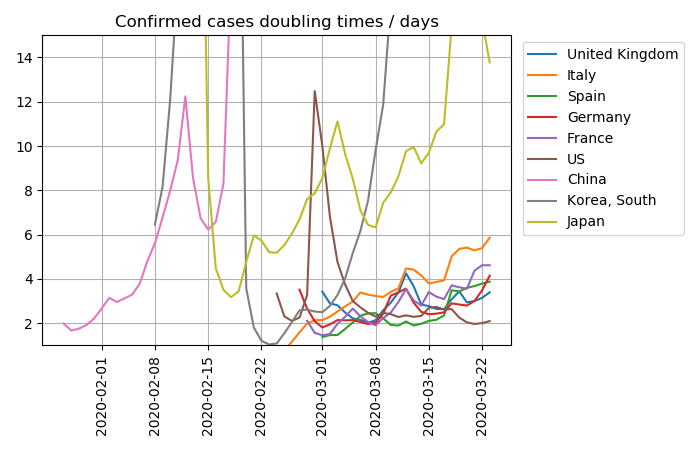 Confirmed cases doubling times / days
14
12
10
8
6
4
2
2020-02-01
2020-02-08
2020-02-15
2020-02-22
2020-03-01
2020-03-08
2020-03-15
2020-03-22
United Kingdom
Italy
Spain
Germany
France
US
China
Korea, South
Japan